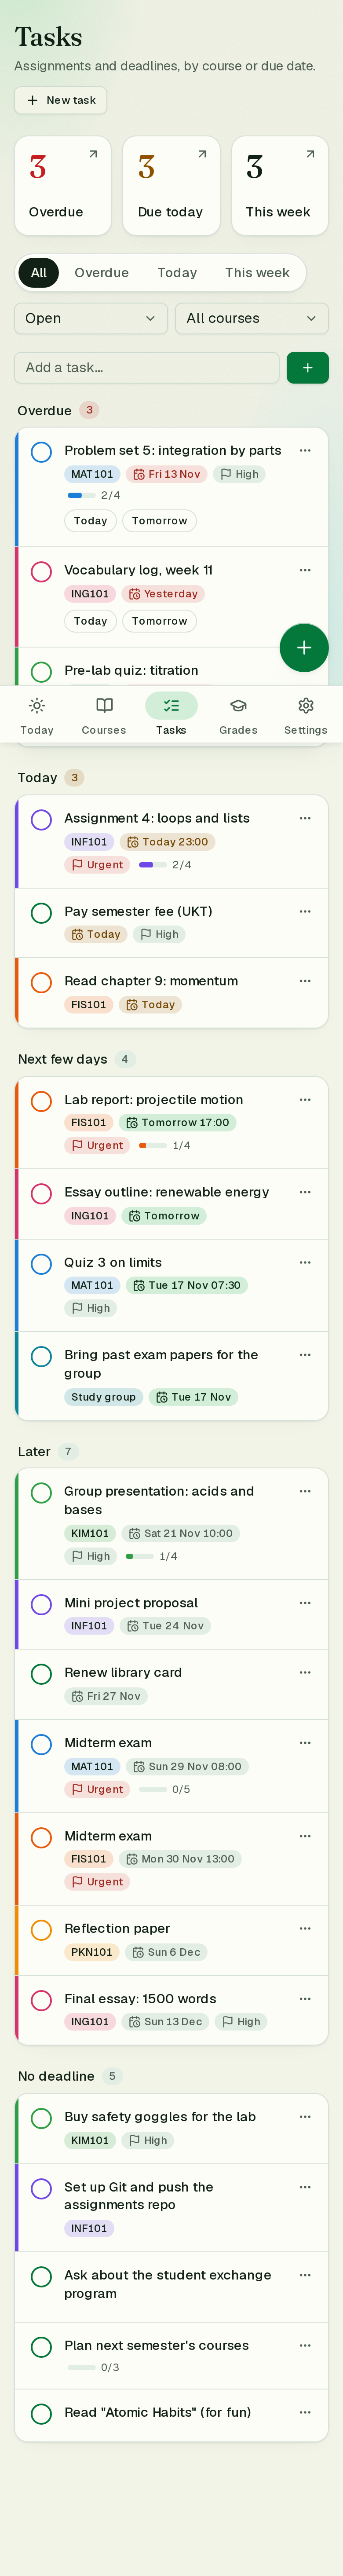 Tasks
Assignments and deadlines, by course or due date.
New task
3
3
3
Overdue
Due today
This week
All
Overdue
Today
This week
Open
All courses
Add a task...
Overdue 3
Problem set 5: integration by parts
MAT101 Fri 13 Nov High
2/4
Today Tomorrow
Vocabulary log, week 11
ING101 Yesterday
Today Tomorrow
Pre-lab quiz: titration
Today
Courses
Tasks
Grades
Settings
Today 3
Assignment 4: loops and lists
INF101 Today 23:00
Urgent 2/4
Pay semester fee (UKT)
Today High
Read chapter 9: momentum
FIS101 Today
Next few days 4
Lab report: projectile motion
FIS101 Tomorrow 17:00
Urgent 1/4
Essay outline: renewable energy
ING101 Tomorrow
Quiz 3 on limits
MAT101 Tue 17 Nov 07:30
High
Bring past exam papers for the
group
Study group Tue 17 Nov
Later 7
Group presentation: acids and
bases
KIM101 Sat 21 Nov 10:00
High 1/4
Mini project proposal
INF101 Tue 24 Nov
Renew library card
Fri 27 Nov
Midterm exam
MAT101 Sun 29 Nov 08:00
Urgent 0/5
Midterm exam
FIS101 Mon 30 Nov 13:00
Urgent
Reflection paper
PKN101 Sun 6 Dec
Final essay: 1500 words
ING101 Sun 13 Dec High
No deadline 5
Buy safety goggles for the lab
KIM101 High
Set up Git and push the
assignments repo
INF101
Ask about the student exchange
program
Plan next semester's courses
0/3
Read "Atomic Habits" (for fun)